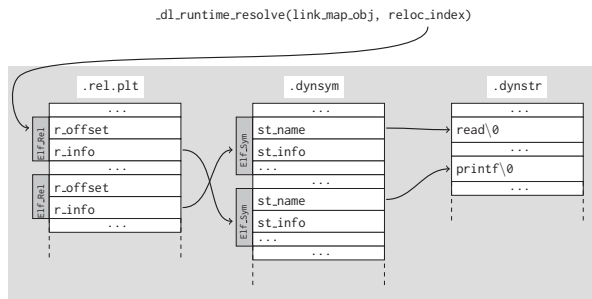 _dl_runtime_resolve(link_map_obj, reloc_index)
.rel.plt
...
Elf_Rel
r_offset
r_info
...
Elf_Rel
r_offset
r_info
...
.dynsym
...
Elf_Sym
st_name
st_info
...
...
Elf_Sym
st_name
st_info
...
...
.dynstr
...
read\0
...
printf\0
...